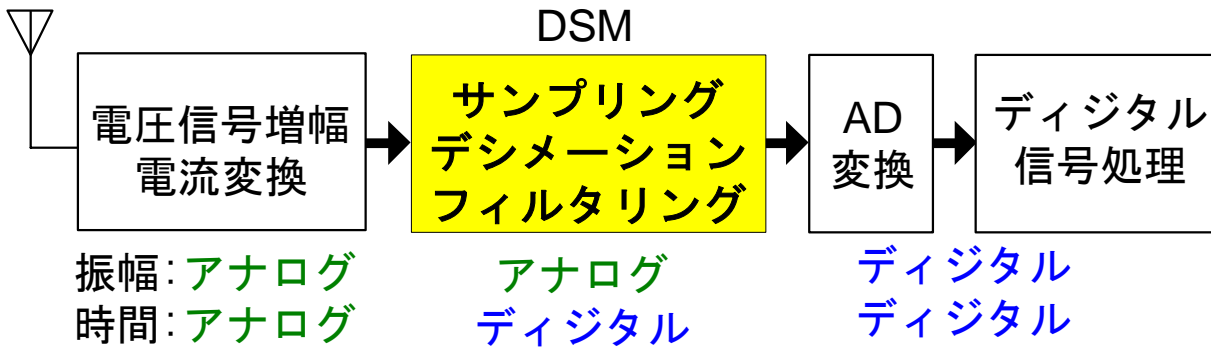 DSM
電圧信号増幅
電流変換
サンプリング
デシメーション
フィルタリング
AD
変換
ディジタル
信号処理
振幅:アナログ
アナログ
ディジタル
時間:アナログ
ディジタル
ディジタル